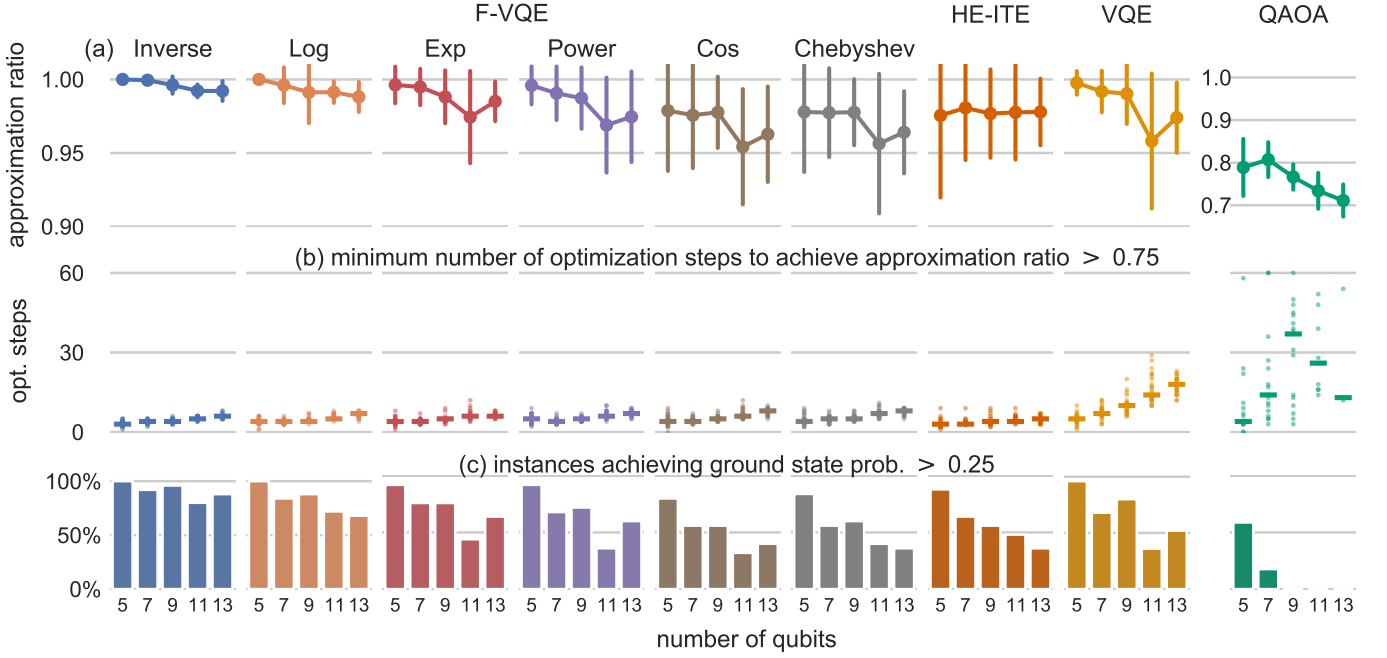 F-VQE HE-ITE VQE QAOA
(a) Inverse Log Exp Power Cos Chebyshev
approximation ratio
1.00
0.95
0.90
1.0
0.9
0.8
0.7
(b) minimum number of optimization steps to achieve approximation ratio > 0.75
opt. steps
60
30
0
(c) instances achieving ground state prob. > 0.25
100%
50%
0%
5 7 9 11 13 5 7 9 11 13 5 7 9 11 13 5 7 9 11 13 5 7 9 11 13 5 7 9 11 13 5 7 9 11 13 5 7 9 11 13 5 7 9 11 13
number of qubits